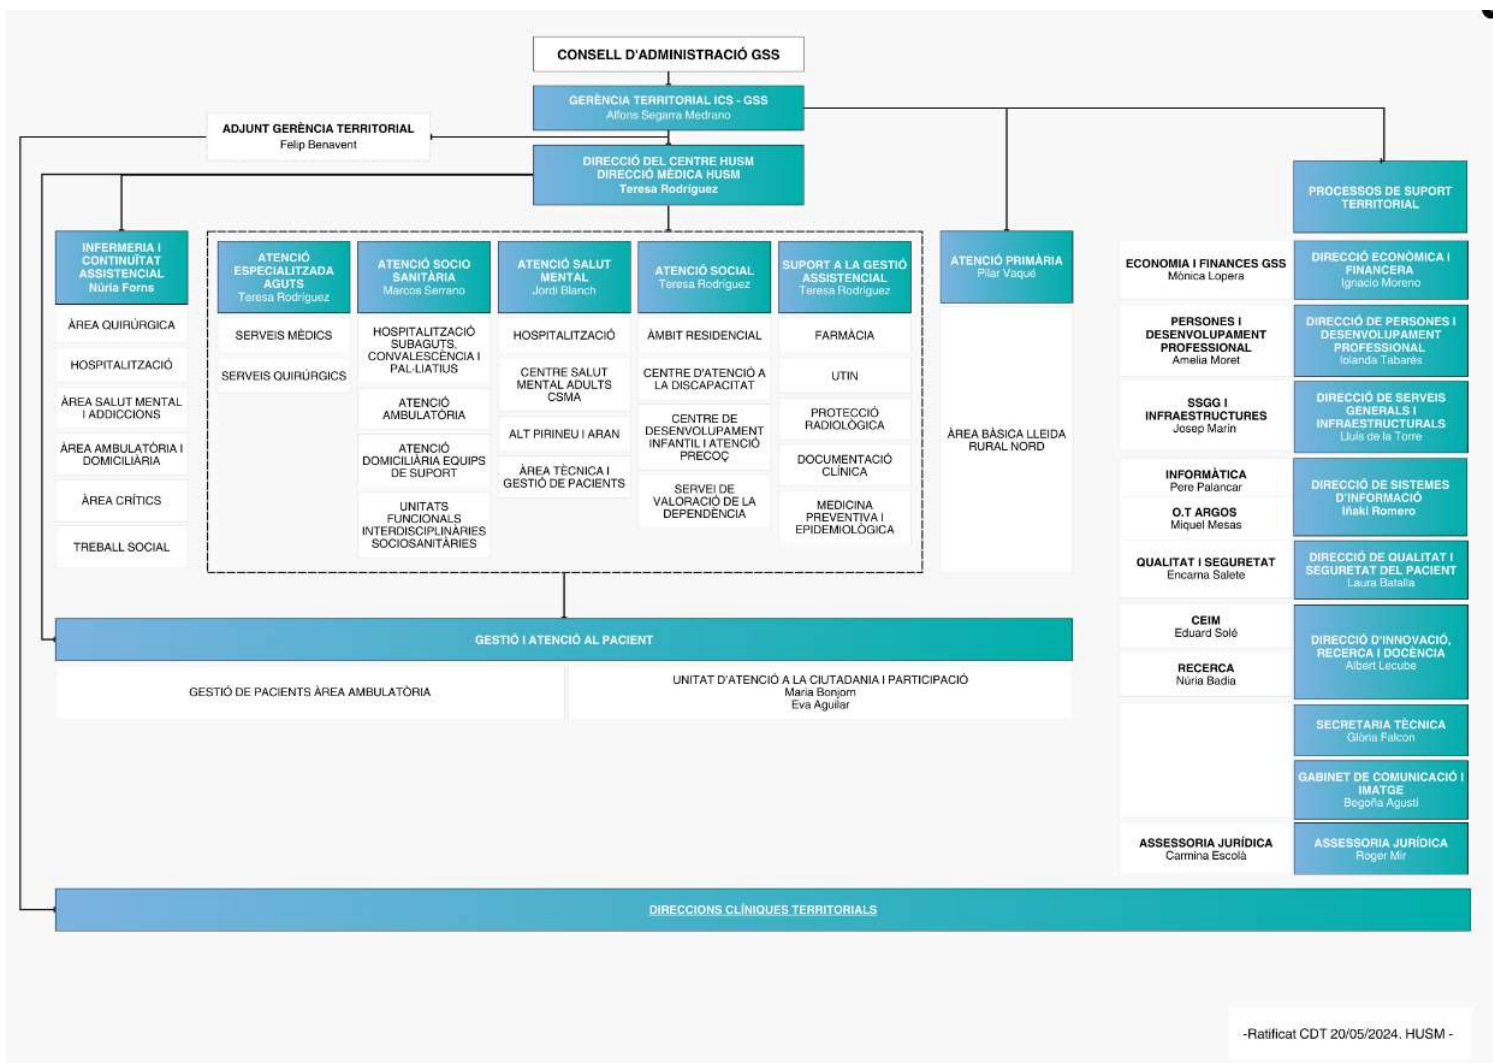 CONSELL D'ADMINISTRACIÓ GSS
GERÈNCIA TERRITORIAL ICS - GSS
Alfons Segarra Medrano
ADJUNT GERÈNCIA TERRITORIAL
Felip Benavent
DIRECCIÓ DEL CENTRE HUSM
DIRECCIÓ MÈDICA HUSM
Teresa Rodríguez
INFERMERIA I
CONTINUÏTAT
ASSISTENCIAL
Núria Forns
ÀREA QUIRÚRGICA
HOSPITALITZACIÓ
ÀREA SALUT MENTAL
I ADDICCIONS
ÀREA AMBULATÒRIA I
DOMICILIÀRIA
ÀREA CRÍTICS
TREBALL SOCIAL
ATENCIÓ
ESPECIALITZADA
AGUTS
Teresa Rodríguez
SERVEIS MÈDICS
SERVEIS QUIRÚRGICS
ATENCIÓ SOCIO
SANITÀRIA
Marcos Serrano
HOSPITALITZACIÓ
SUBAGUTS,
CONVALESCÈNCIA I
PAL·LIATIUS
ATENCIÓ
AMBULATÒRIA
ATENCIÓ
DOMICILIÀRIA EQUIPS
DE SUPORT
UNITATS
FUNCIONALS
INTERDISCIPLINÀRIES
SOCIOSANITÀRIES
ATENCIÓ SALUT
MENTAL
Jordi Blanch
HOSPITALITZACIÓ
CENTRE SALUT
MENTAL ADULTS
CSMA
ALT PIRINEU I ARAN
ÀREA TÈCNICA I
GESTIÓ DE PACIENTS
ATENCIÓ SOCIAL
Teresa Rodríguez
ÀMBIT RESIDENCIAL
CENTRE D'ATENCIÓ A
LA DISCAPACITAT
CENTRE DE
DESENVOLUPAMENT
INFANTIL I ATENCIÓ
PRECOÇ
SERVEI DE
VALORACIÓ DE LA
DEPENDÈNCIA
SUPORT A LA GESTIÓ
ASSISTENCIAL
Teresa Rodríguez
FARMÀCIA
UTIN
PROTECCIÓ
RADIOLÒGICA
DOCUMENTACIÓ
CLÍNICA
MEDICINA
PREVENTIVA I
EPIDEMIOLÒGICA
ATENCIÓ PRIMÀRIA
Pilar Vaqué
ÀREA BÀSICA LLEIDA
RURAL NORD
GESTIÓ I ATENCIÓ AL PACIENT
GESTIÓ DE PACIENTS ÀREA AMBULATÒRIA
UNITAT D'ATENCIÓ A LA CIUTADANIA I PARTICIPACIÓ
Maria Bonjorn
Eva Aguilar
PROCESSOS DE SUPORT
TERRITORIAL
ECONOMIA I FINANCES GSS
Mònica Lopera
DIRECCIÓ ECONÒMICA I
FINANCERA
Ignacio Moreno
PERSONES I
DESENVOLUPAMENT
PROFESSIONAL
Amelia Moret
DIRECCIÓ DE PERSONES I
DESENVOLUPAMENT
PROFESSIONAL
Iolanda Tabarés
SSGG I
INFRAESTRUCTURES
Josep Marín
DIRECCIÓ DE SERVEIS
GENERALS I
INFRAESTRUCTURALS
Lluís de la Torre
INFORMÀTICA
Pere Palancar
O.T ARGOS
Miquel Mesas
DIRECCIÓ DE SISTEMES
D'INFORMACIÓ
Iñaki Romero
QUALITAT I SEGURETAT
Encarna Salete
DIRECCIÓ DE QUALITAT I
SEGURETAT DEL PACIENT
Laura Batalla
CEIM
Eduard Solé
RECERCA
Núria Badia
DIRECCIÓ D'INNOVACIÓ,
RECERCA I DOCÈNCIA
Albert Lecube
SECRETARIA TÈCNICA
Glòria Falcon
GABINET DE COMUNICACIÓ I
IMATGE
Begoña Agustí
ASSESSORIA JURÍDICA
Carmina Escolà
ASSESSORIA JURÍDICA
Roger Mir
DIRECCIONS CLÍNIQUES TERRITORIALS
-Ratificat CDT 20/05/2024. HUSM -